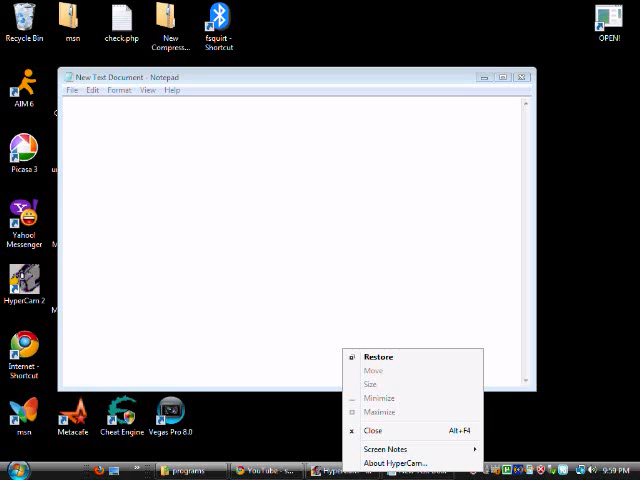 Recycle Bin
msn
check.php
New Compress...
fsquirt - Shortcut
OPEN!
New Text Document - Notepad
File Edit Format View Help
AIM 6
Picasa 3
Yahoo! Messenger
HyperCam 2
Internet - Shortcut
msn
Metacafe
Cheat Engine
Vegas Pro 8.0
Restore
Move
Size
Minimize
Maximize
Close Alt+F4
Screen Notes
About HyperCam...
programs
YouTube - s...
HyperCam
9:59 PM